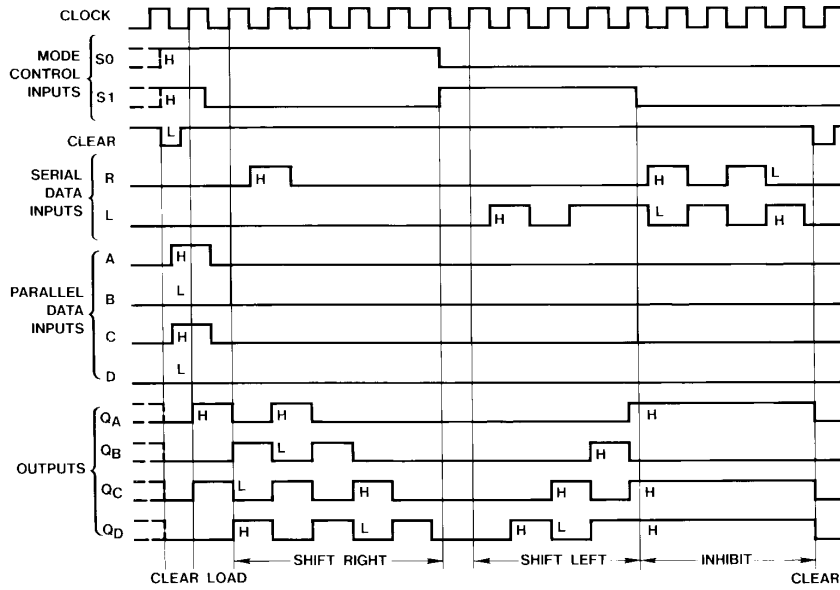 CLOCK
MODE CONTROL INPUTS
S0
H
S1
H
CLEAR
L
SERIAL DATA INPUTS
R
H
H
L
L
H
L
H
PARALLEL DATA INPUTS
A
H
B
L
C
H
D
L
OUTPUTS
QA
H
H
H
QB
L
H
QC
L
H
H
H
QD
H
L
H
L
H
SHIFT RIGHT
SHIFT LEFT
INHIBIT
CLEAR LOAD
CLEAR